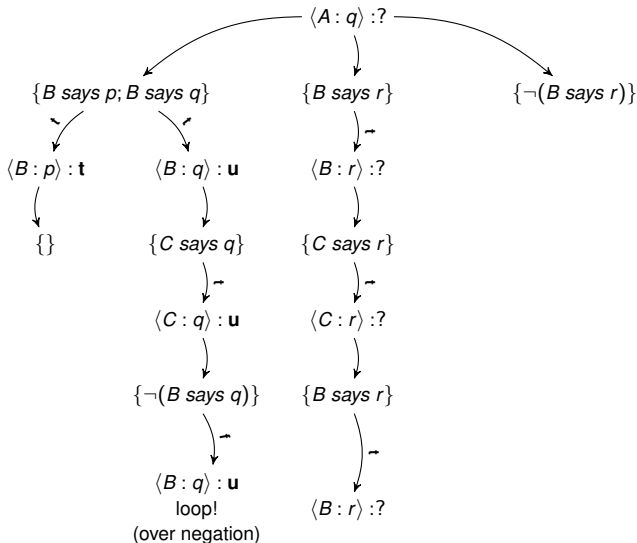 ⟨A : q⟩ :?
{B says p; B says q} {B says r} {¬(B says r)}
⟨B : p⟩ : t ⟨B : q⟩ : u ⟨B : r⟩ :?
{} {C says q} {C says r}
⟨C : q⟩ : u ⟨C : r⟩ :?
{¬(B says q)} {B says r}
⟨B : q⟩ : u
loop! ⟨B : r⟩ :?
(over negation)